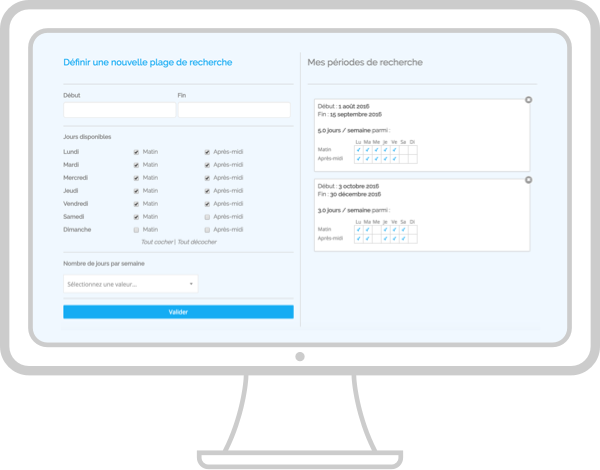 Définir une nouvelle plage de recherche
Début Fin
Jours disponibles
Lundi Matin Après-midi
Mardi Matin Après-midi
Mercredi Matin Après-midi
Jeudi Matin Après-midi
Vendredi Matin Après-midi
Samedi Matin Après-midi
Dimanche Matin Après-midi
Tout cocher | Tout décocher
Nombre de jours par semaine
Sélectionnez une valeur...
Valider
Mes périodes de recherche
Début : 1 août 2016
Fin : 15 septembre 2016
5.0 jours / semaine parmi :
Lu Ma Me Je Ve Sa Di
Matin
Après-midi
Début : 3 octobre 2016
Fin : 30 décembre 2016
3.0 jours / semaine parmi :
Lu Ma Me Je Ve Sa Di
Matin
Après-midi